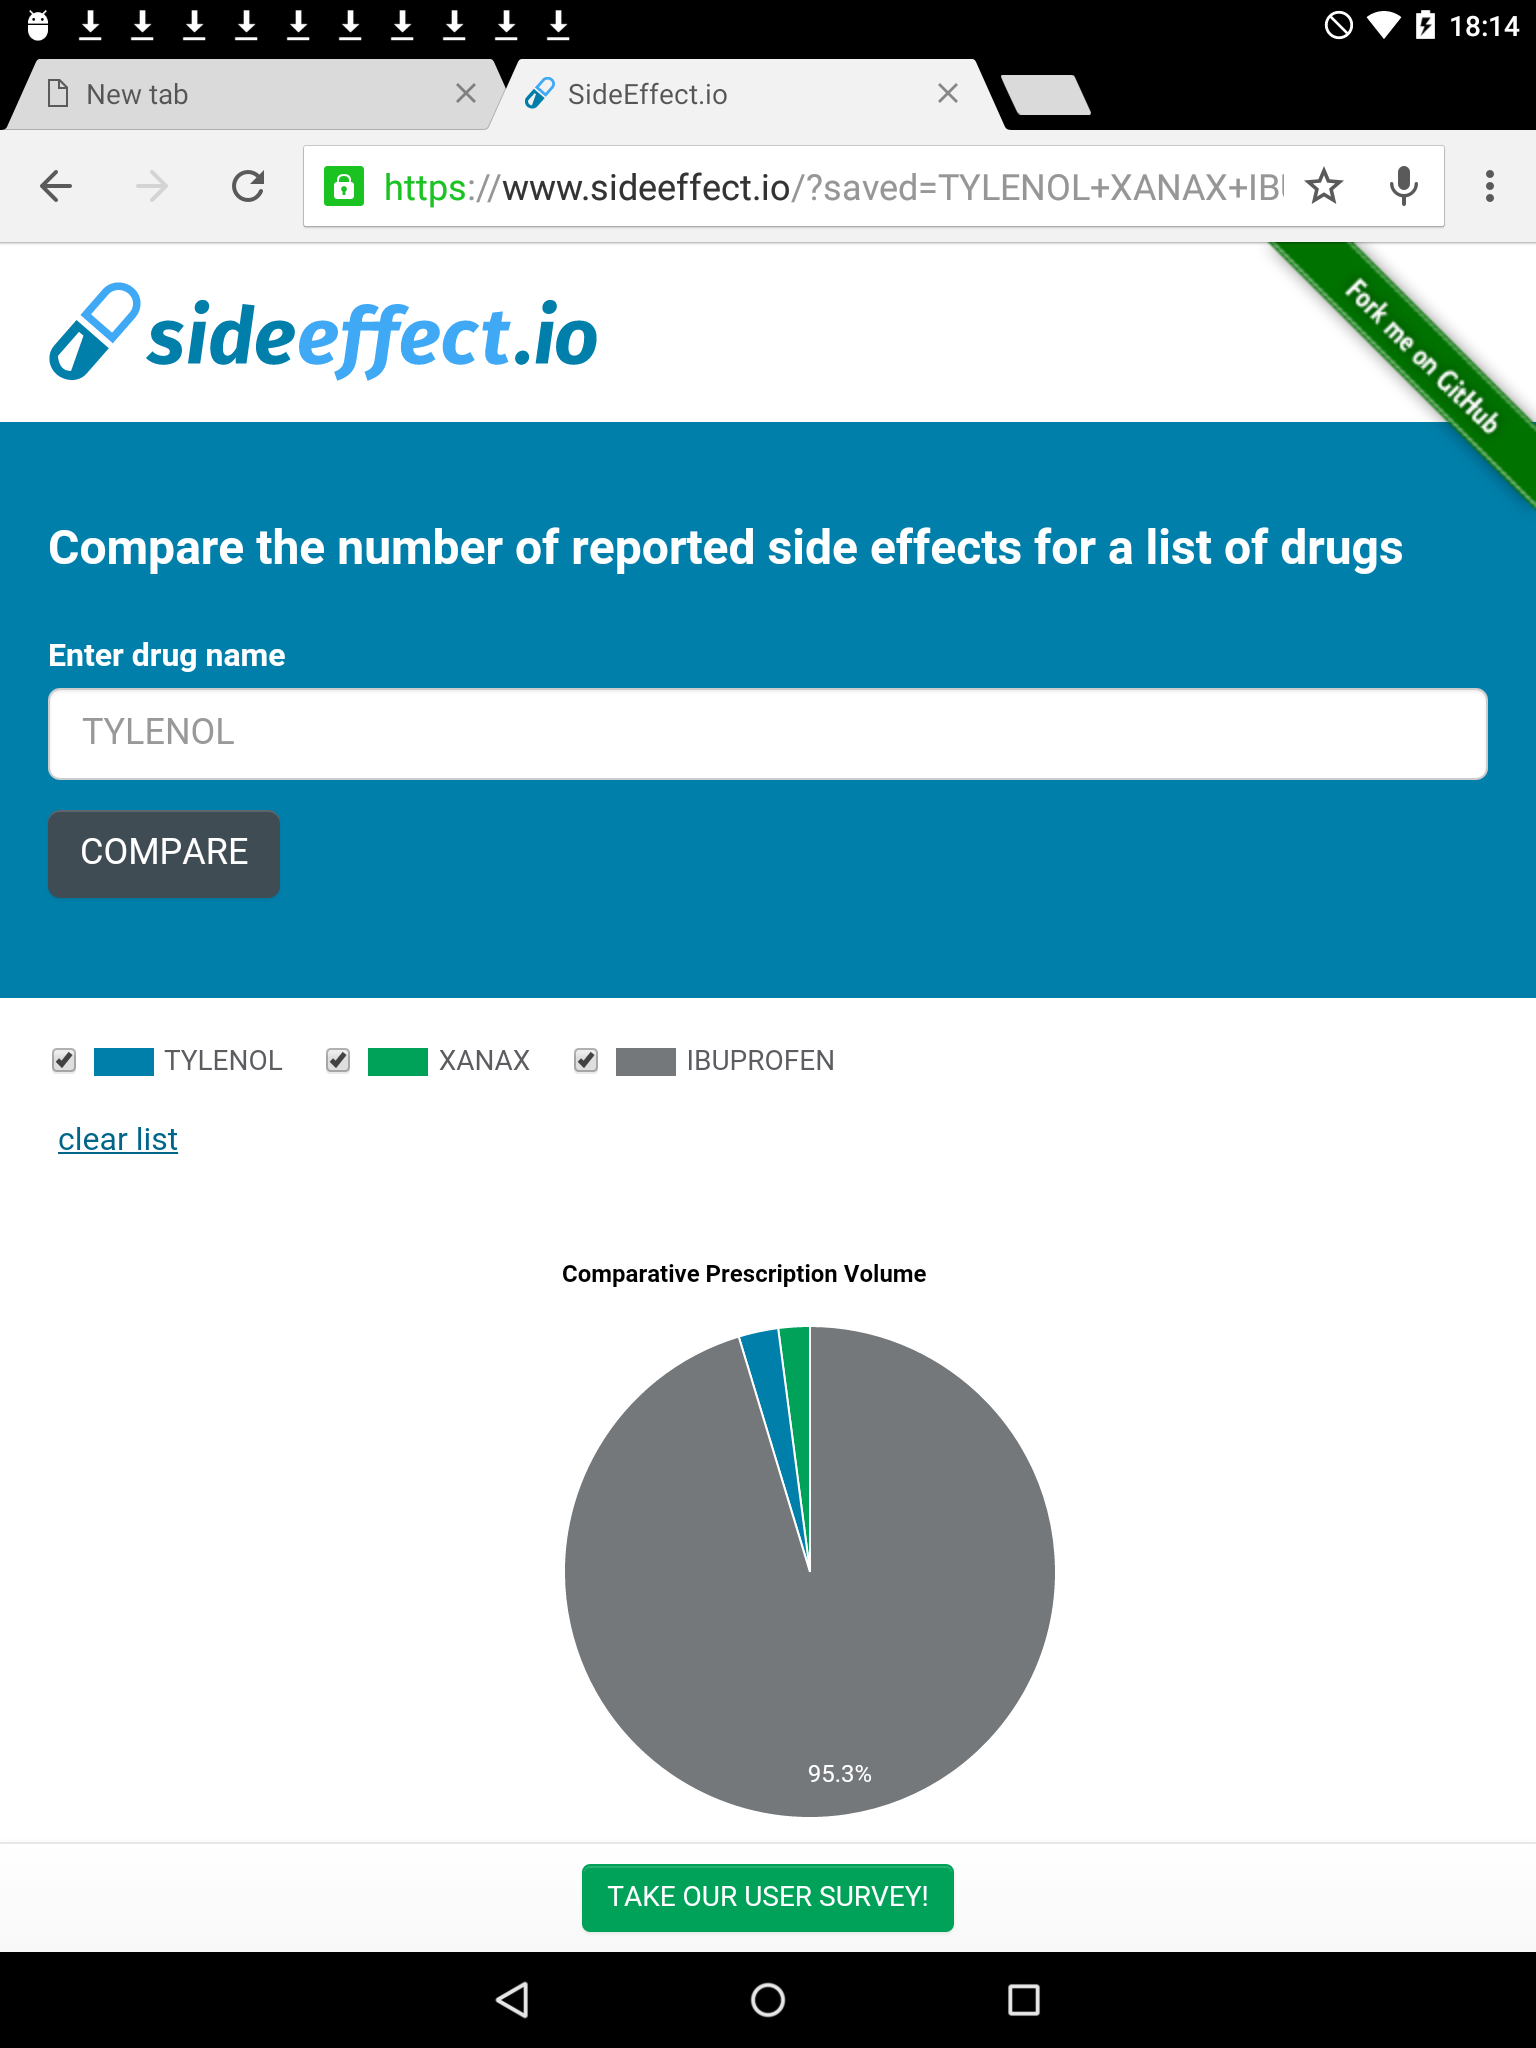 18:14
New tab
SideEffect.io
https://www.sideeffect.io/?saved=TYLENOL+XANAX+IB
sideeffect.io
Fork me on GitHub
Compare the number of reported side effects for a list of drugs
Enter drug name
TYLENOL
COMPARE
TYLENOL XANAX IBUPROFEN
clear list
Comparative Prescription Volume
95.3%
TAKE OUR USER SURVEY!